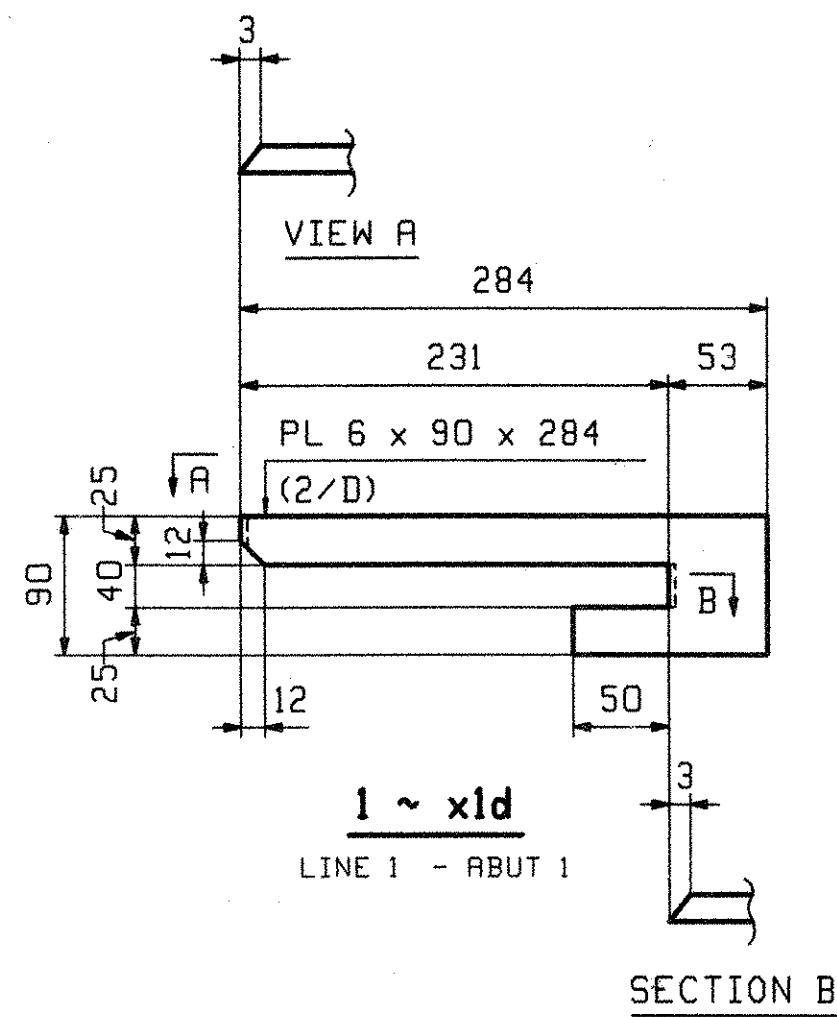 3
VIEW A
284
231 53
PL 6 x 90 x 284
(2/D)
A
25
12
90
40
B
25
12
50
1 ~ x1d
LINE 1 - ABUT 1
3
SECTION B